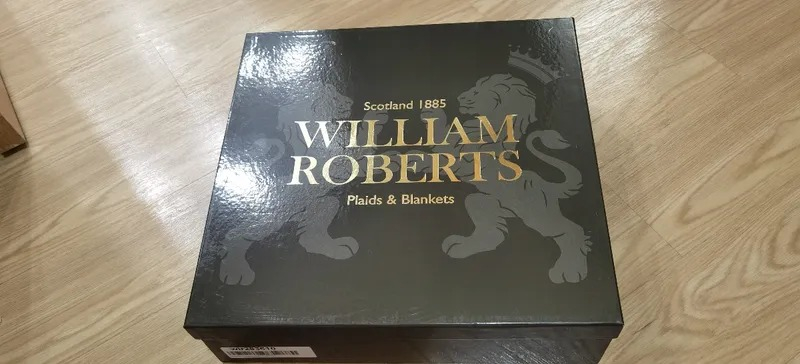 Scotland 1885
WILLIAM
ROBERTS
Plaids & Blankets